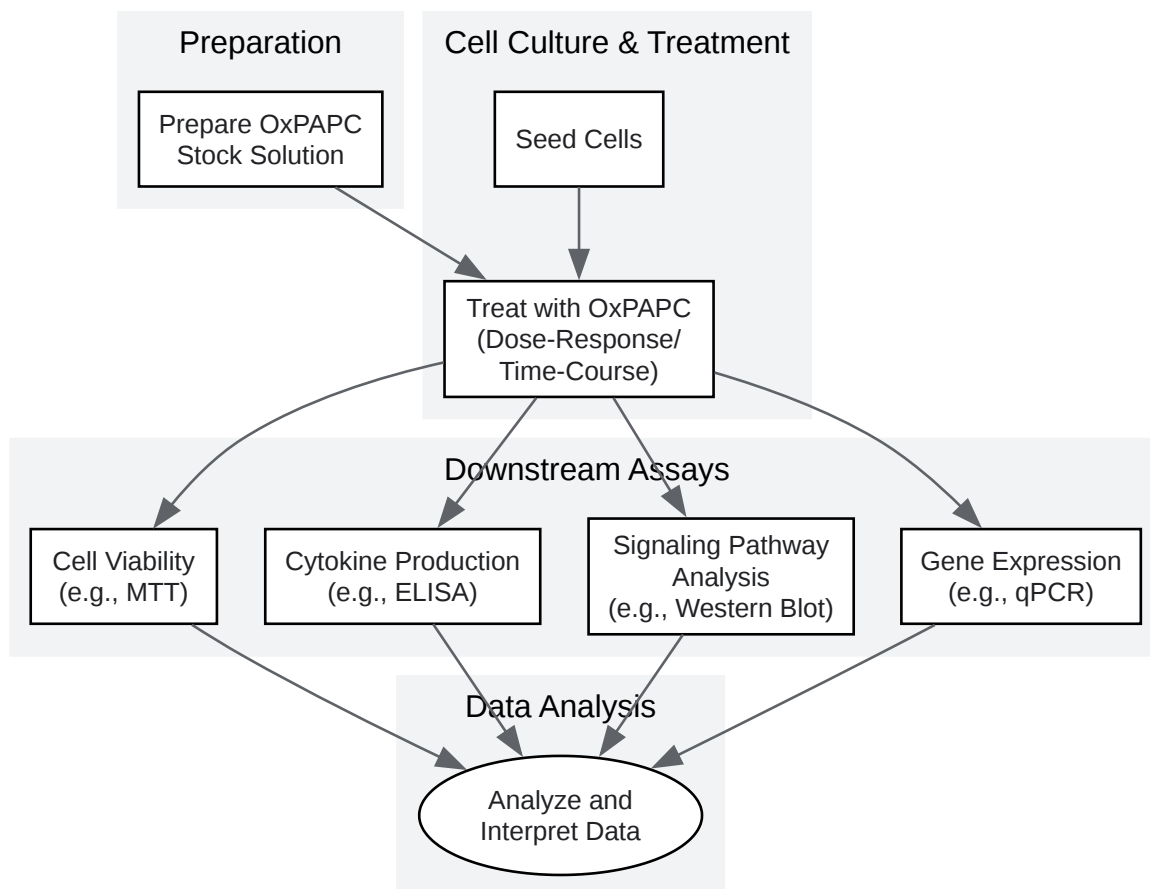 Preparation
Cell Culture & Treatment
Prepare OxPAPC
Stock Solution
Seed Cells
Treat with OxPAPC
(Dose-Response/
Time-Course)
Downstream Assays
Cell Viability
(e.g., MTT)
Cytokine Production
(e.g., ELISA)
Signaling Pathway
Analysis
(e.g., Western Blot)
Gene Expression
(e.g., qPCR)
Data Analysis
Analyze and
Interpret Data